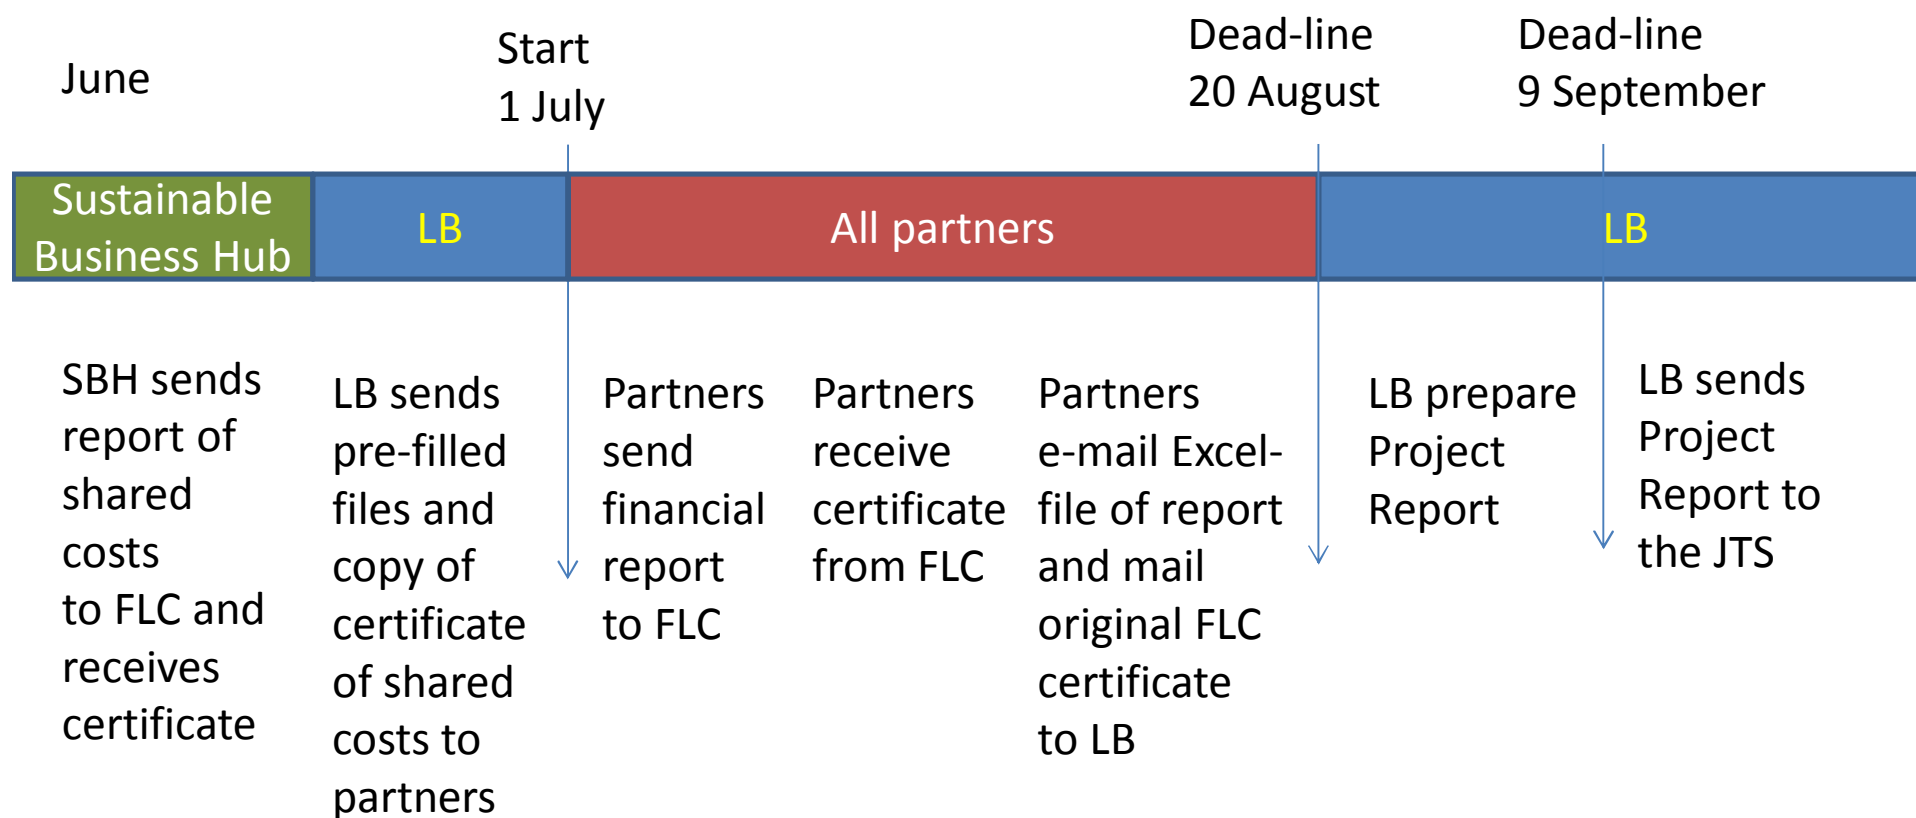 June
Start
1 July
Dead-line
20 August
Dead-line
9 September
Sustainable
Business Hub
LB
All partners
LB
SBH sends
report of
shared
costs
to FLC and
receives
certificate
LB sends
pre-filled
files and
copy of
certificate
of shared
costs to
partners
Partners
send
financial
report
to FLC
Partners
receive
certificate
from FLC
Partners
e-mail Excel-
file of report
and mail
original FLC
certificate
to LB
LB prepare
Project
Report
LB sends
Project
Report to
the JTS